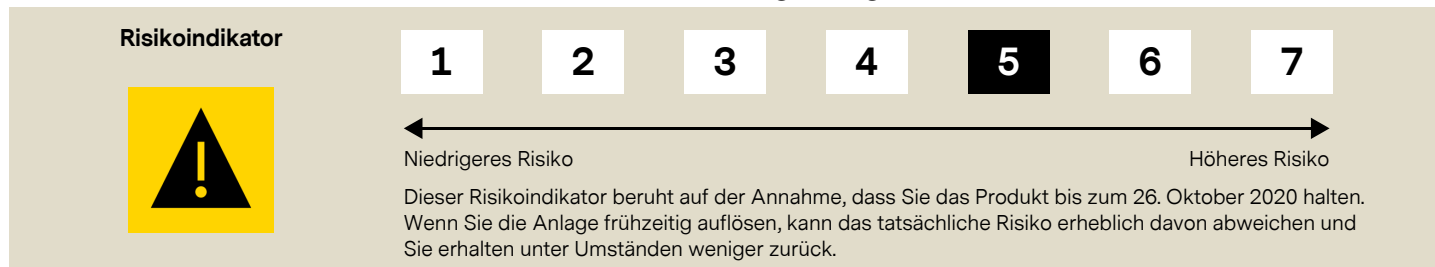 Risikoindikator
1 2 3 4 5 6 7
Niedrigeres Risiko Höheres Risiko
Dieser Risikoindikator beruht auf der Annahme, dass Sie das Produkt bis zum 26. Oktober 2020 halten.
Wenn Sie die Anlage frühzeitig auflösen, kann das tatsächliche Risiko erheblich davon abweichen und
Sie erhalten unter Umständen weniger zurück.